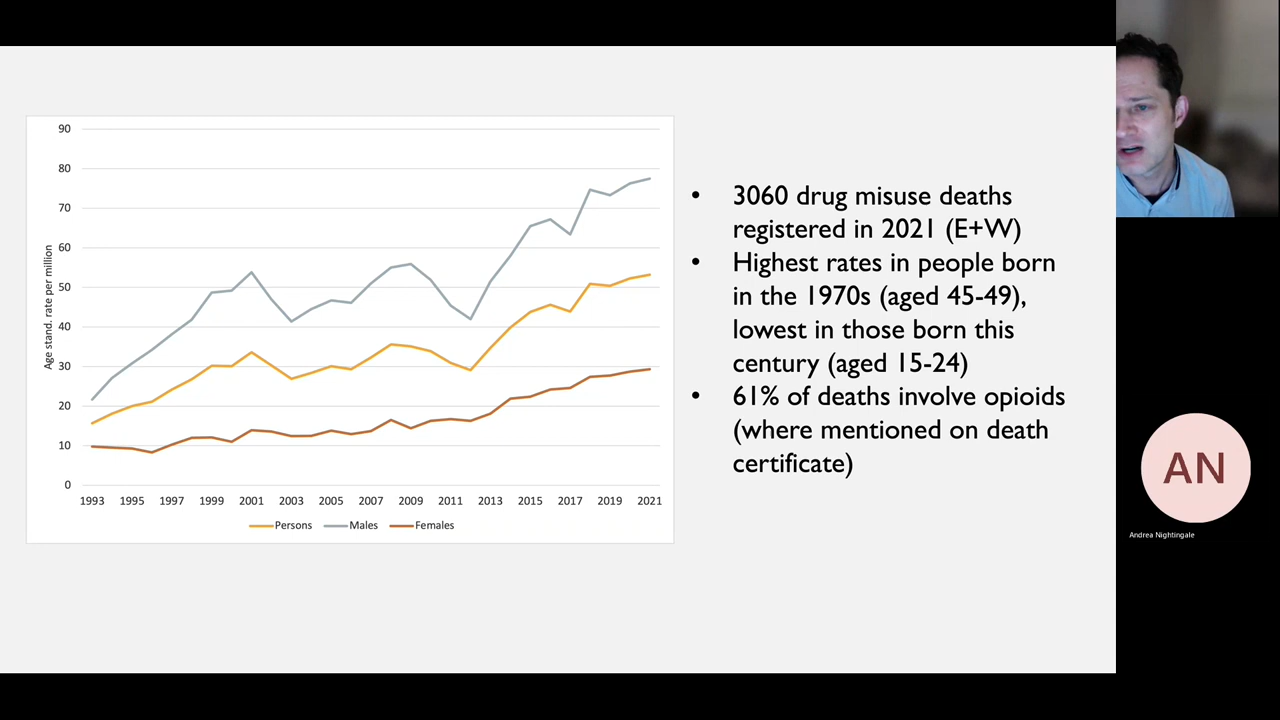 90
80
70
60
50
40
30
20
10
0
Age stand. rate per million
1993 1995 1997 1999 2001 2003 2005 2007 2009 2011 2013 2015 2017 2019 2021
Persons Males Females
• 3060 drug misuse deaths
registered in 2021 (E+W)
• Highest rates in people born
in the 1970s (aged 45-49),
lowest in those born this
century (aged 15-24)
• 61% of deaths involve opioids
(where mentioned on death
certificate)
AN
Andrea Nightingale